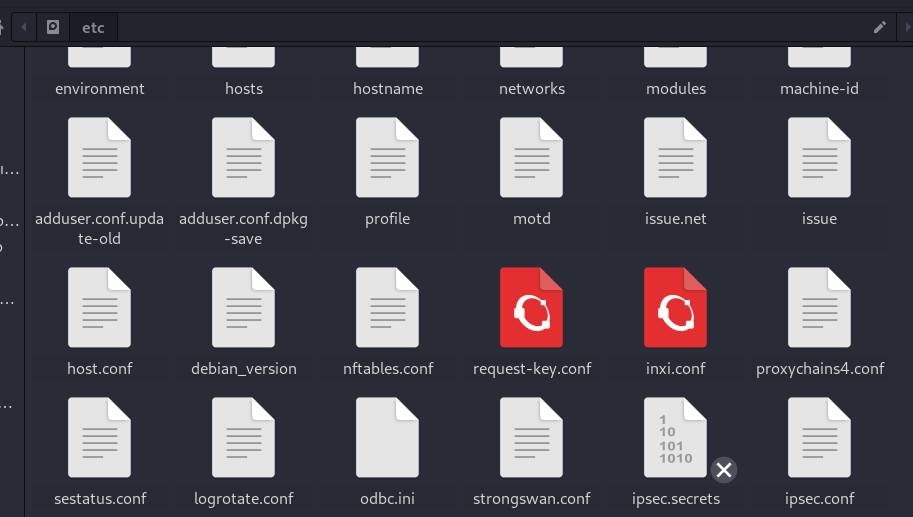 etc
environment
hosts
hostname
networks
modules
machine-id
adduser.conf.upda
te-old
adduser.conf.dpkg
-save
profile
motd
issue.net
issue
host.conf
debian_version
nftables.conf
request-key.conf
inxi.conf
proxychains4.conf
1
10
101
1010
sestatus.conf
logrotate.conf
odbc.ini
strongswan.conf
ipsec.secrets
ipsec.conf